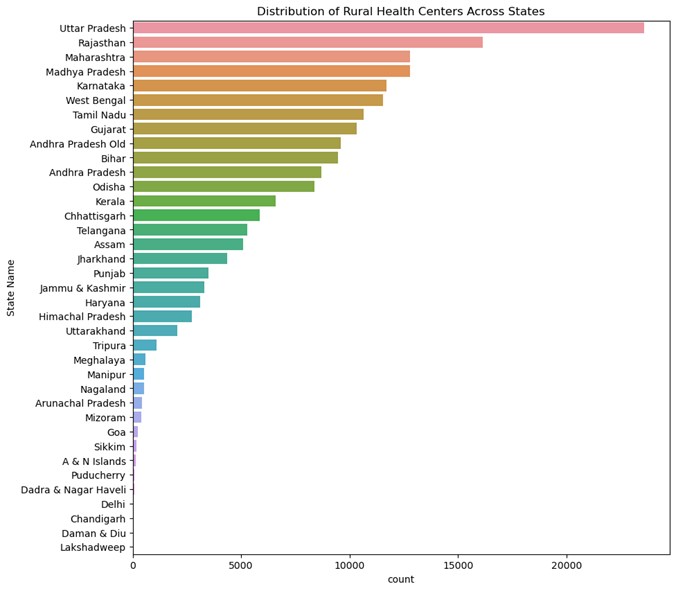 Distribution of Rural Health Centers Across States
State Name
Uttar Pradesh
Rajasthan
Maharashtra
Madhya Pradesh
Karnataka
West Bengal
Tamil Nadu
Gujarat
Andhra Pradesh Old
Bihar
Andhra Pradesh
Odisha
Kerala
Chhattisgarh
Telangana
Assam
Jharkhand
Punjab
Jammu & Kashmir
Haryana
Himachal Pradesh
Uttarakhand
Tripura
Meghalaya
Manipur
Nagaland
Arunachal Pradesh
Mizoram
Goa
Sikkim
A & N Islands
Puducherry
Dadra & Nagar Haveli
Delhi
Chandigarh
Daman & Diu
Lakshadweep
0 5000 10000 15000 20000
count